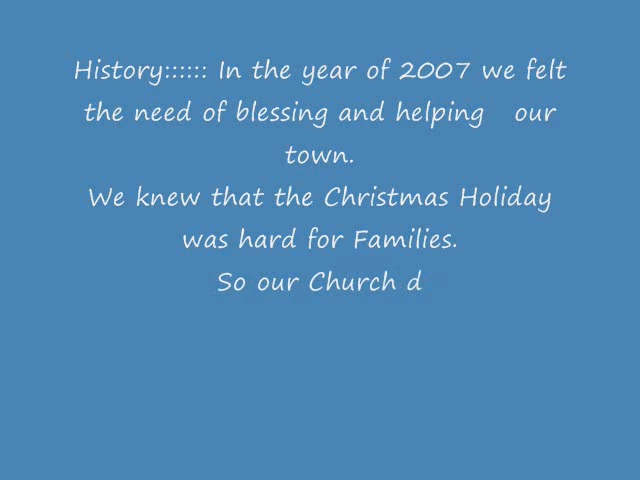 History:::::: In the year of 2007 we felt
the need of blessing and helping our
town.
We knew that the Christmas Holiday
was hard for Families.
So our Church d